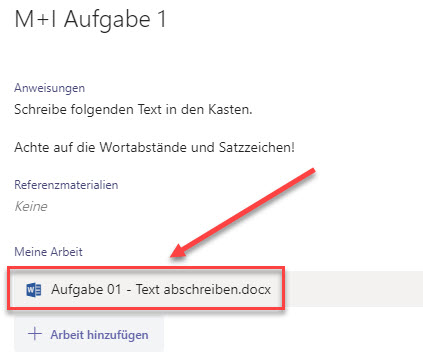 M+I Aufgabe 1
Anweisungen
Schreibe folgenden Text in den Kasten.
Achte auf die Wortabstände und Satzzeichen!
Referenzmaterialien
Keine
Meine Arbeit
Aufgabe 01 - Text abschreiben.docx
+ Arbeit hinzufügen